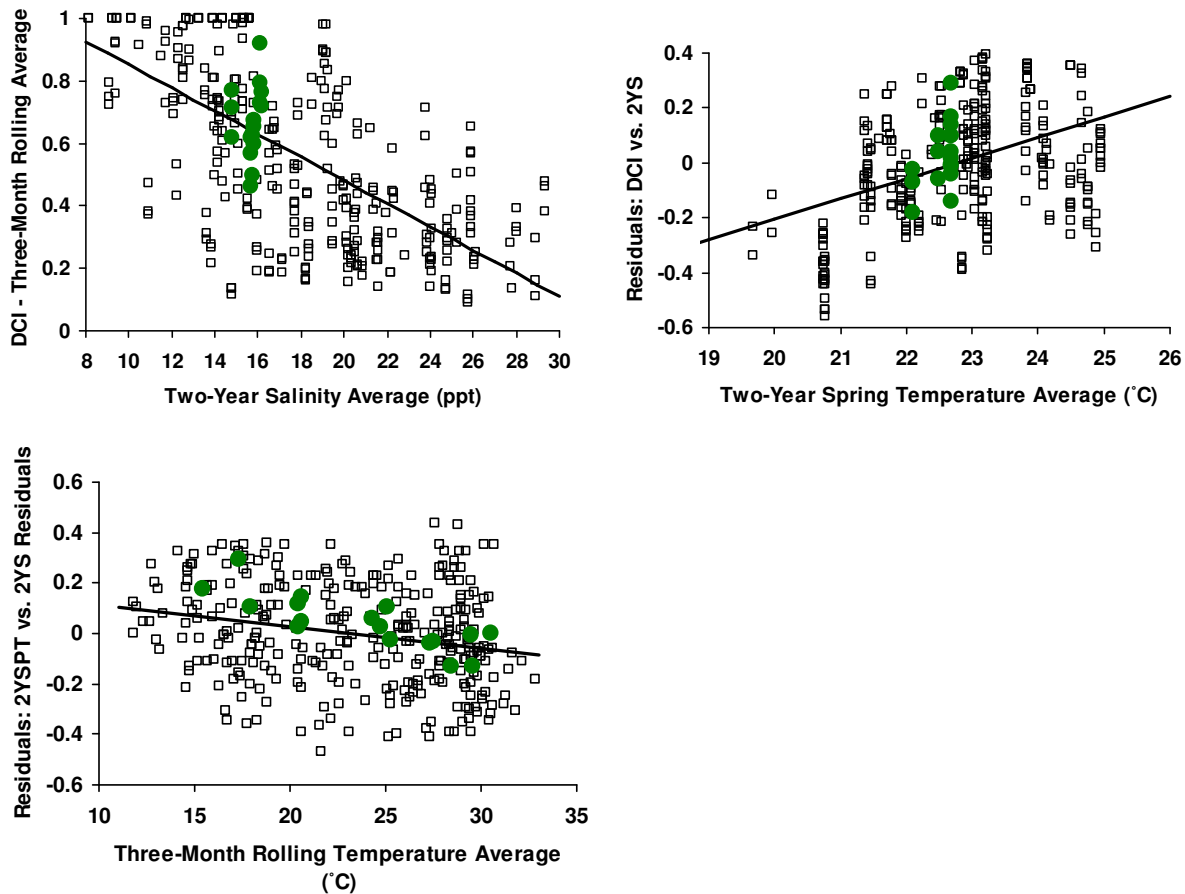 DCI - Three-Month Rolling Average
1
0.8
0.6
0.4
0.2
0
8 10 12 14 16 18 20 22 24 26 28 30
Two-Year Salinity Average (ppt)
Residuals: DCI vs. 2YS
0.4
0.2
0
-0.2
-0.4
-0.6
19 20 21 22 23 24 25 26
Two-Year Spring Temperature Average (˚C)
Residuals: 2YSPT vs. 2YS Residuals
0.6
0.4
0.2
0
-0.2
-0.4
-0.6
10 15 20 25 30 35
Three-Month Rolling Temperature Average
(˚C)